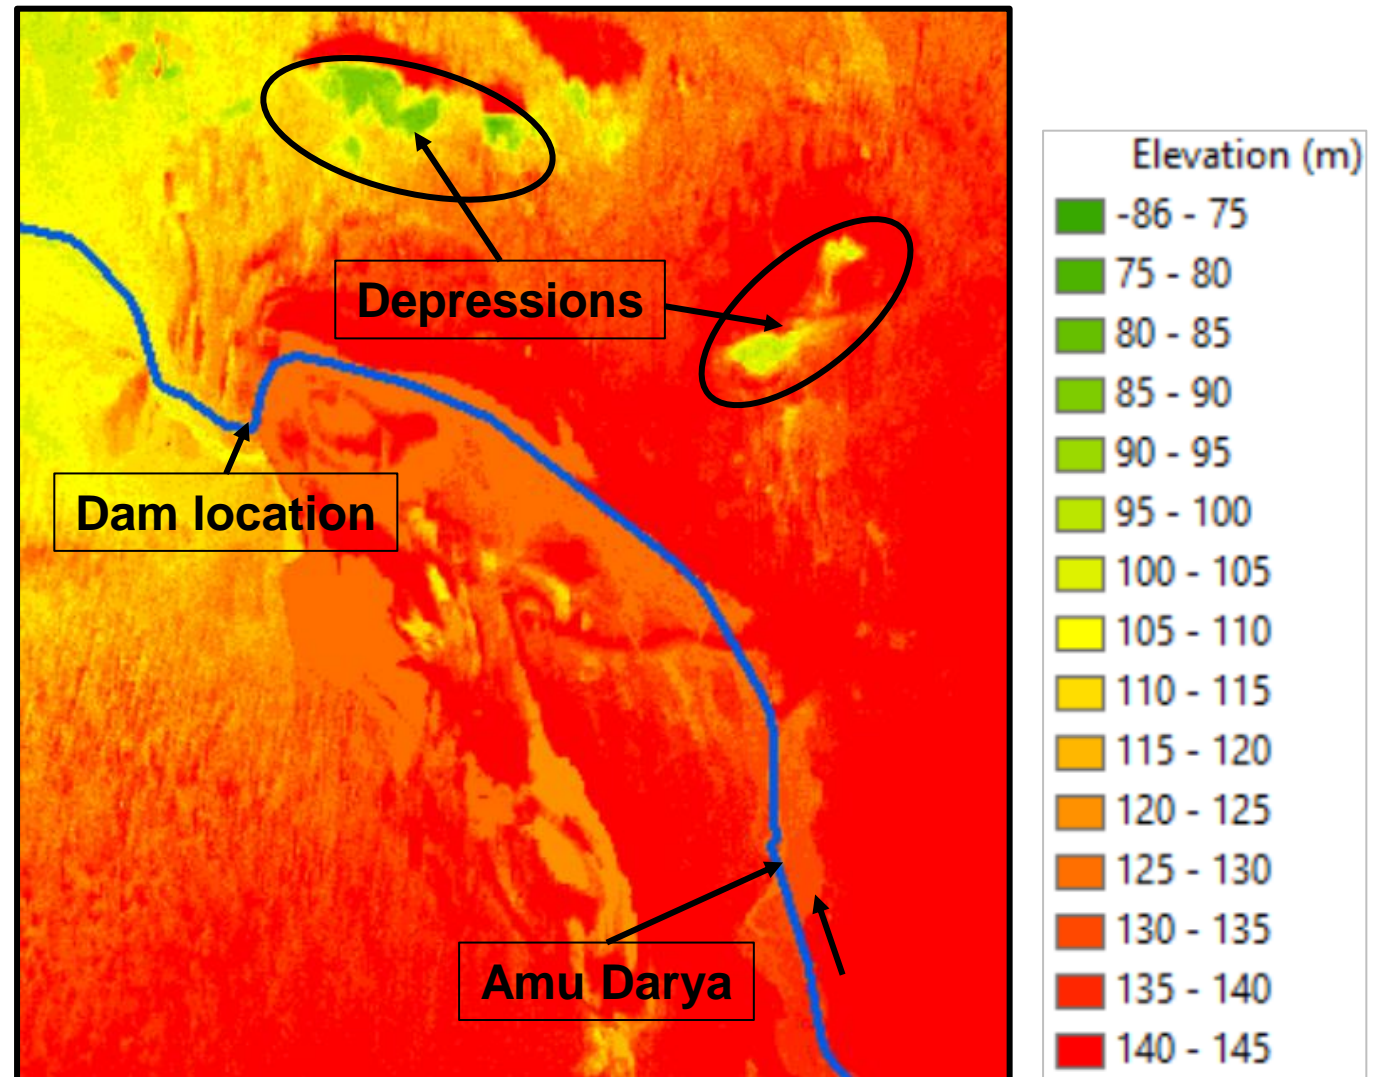 Depressions
Dam location
Amu Darya
Elevation (m)
-86 - 75
75 - 80
80 - 85
85 - 90
90 - 95
95 - 100
100 - 105
105 - 110
110 - 115
115 - 120
120 - 125
125 - 130
130 - 135
135 - 140
140 - 145